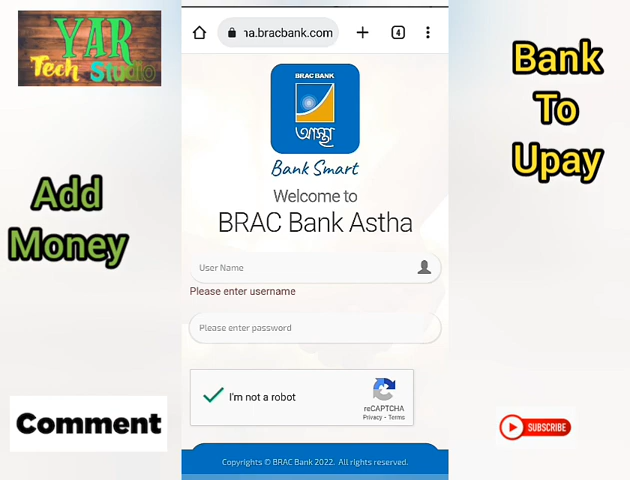 YAR
Tech Studio
Add
Money
Comment
na.bracbank.com
4
BRAC BANK
আস্থা
Bank Smart
Welcome to
BRAC Bank Astha
User Name
Please enter username
Please enter password
I'm not a robot
reCAPTCHA
Privacy - Terms
Copyrights © BRAC Bank 2022. All rights reserved.
Bank
To
Upay
SUBSCRIBE